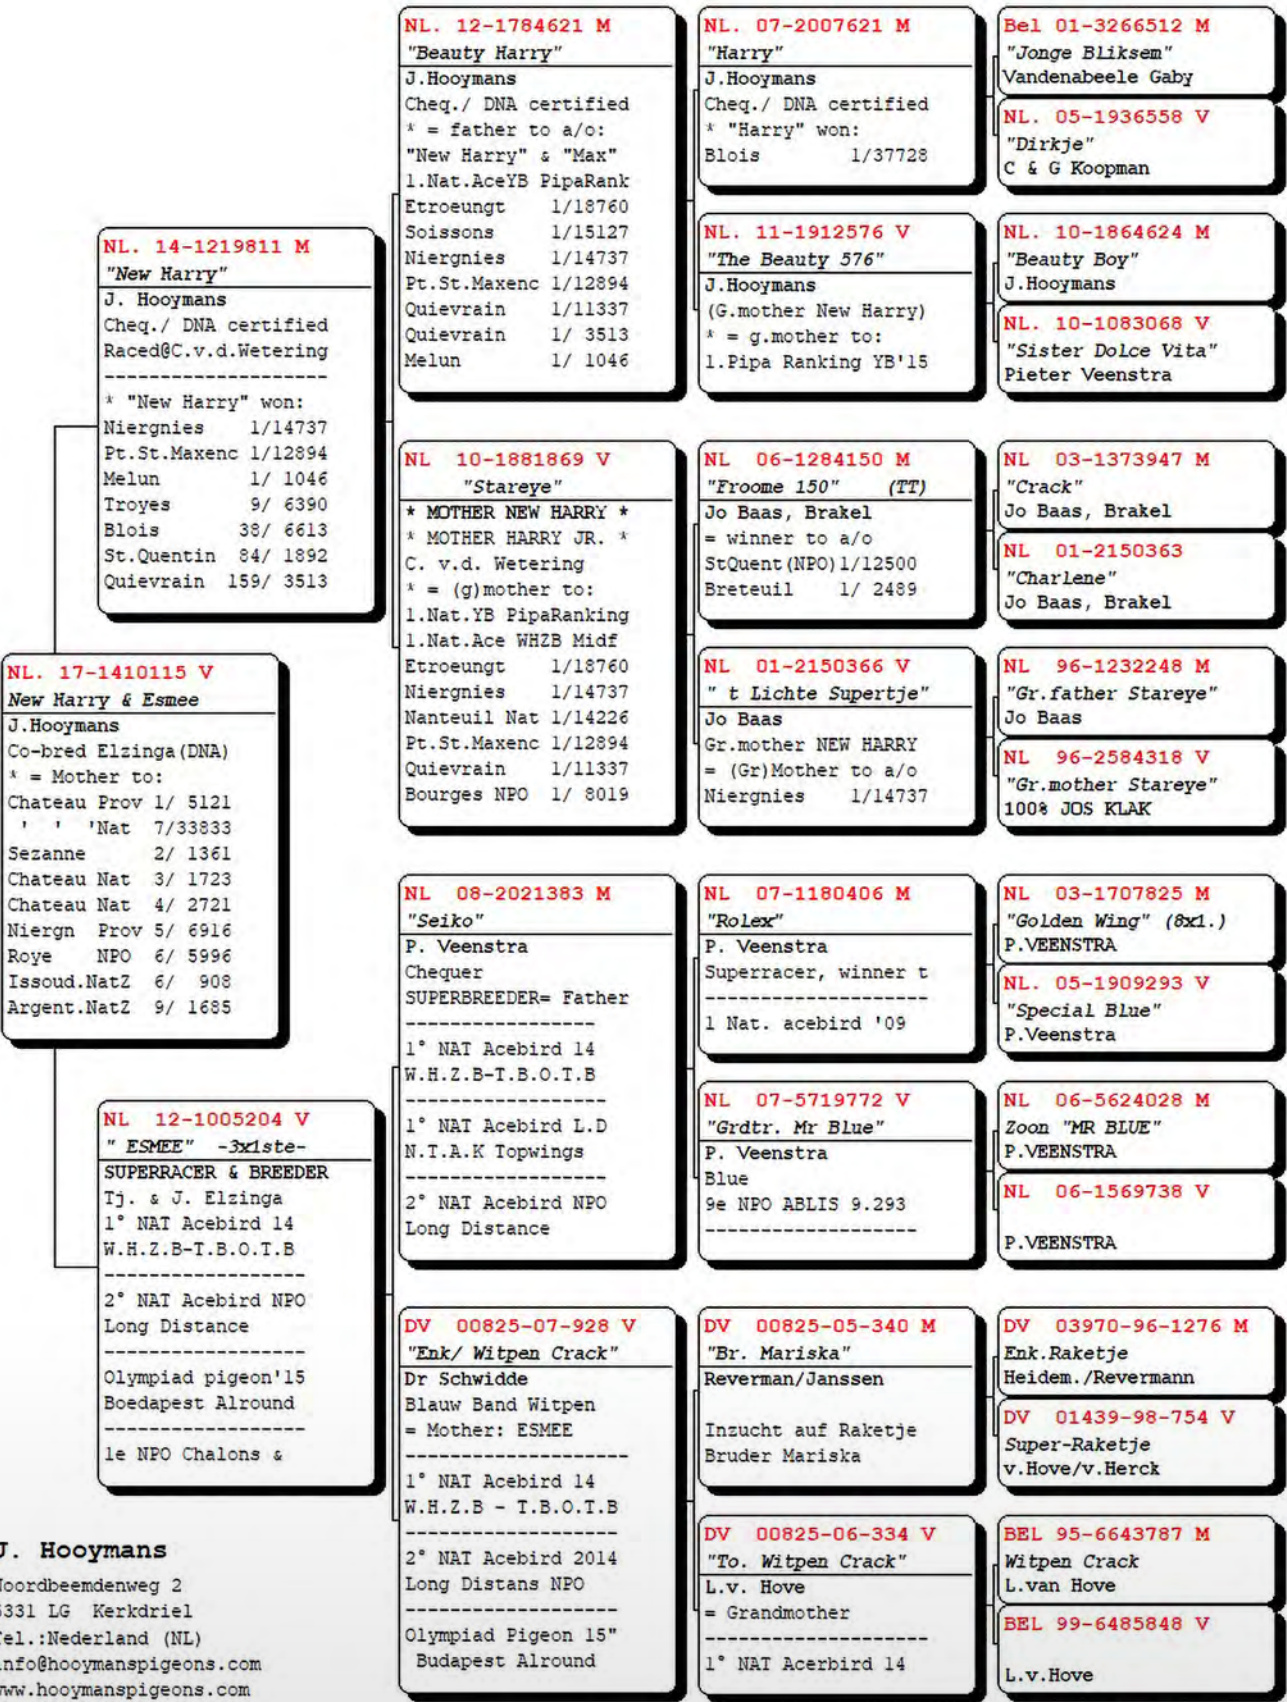 NL. 17-1410115 V
New Harry & Esmee
J.Hooymans
Co-bred Elzinga(DNA)
* = Mother to:
Chateau Prov 1/ 5121
' ' 'Nat 7/33833
Sezanne 2/ 1361
Chateau Nat 3/ 1723
Chateau Nat 4/ 2721
Niergn Prov 5/ 6916
Roye NPO 6/ 5996
Issoud.NatZ 6/ 908
Argent.NatZ 9/ 1685
NL. 14-1219811 M
"New Harry"
J. Hooymans
Cheq./ DNA certified
Raced@C.v.d.Wetering
--------------------
* "New Harry" won:
Niergnies 1/14737
Pt.St.Maxenc 1/12894
Melun 1/ 1046
Troyes 9/ 6390
Blois 38/ 6613
St.Quentin 84/ 1892
Quievrain 159/ 3513
NL 12-1005204 V
" ESMEE" -3x1ste-
SUPERRACER & BREEDER
Tj. & J. Elzinga
1° NAT Acebird 14
W.H.Z.B-T.B.O.T.B
------------------
2° NAT Acebird NPO
Long Distance
------------------
Olympiad pigeon'15
Boedapest Alround
------------------
1e NPO Chalons &
NL. 12-1784621 M
"Beauty Harry"
J.Hooymans
Cheq./ DNA certified
* = father to a/o:
"New Harry" & "Max"
1.Nat.AceYB PipaRank
Etroeungt 1/18760
Soissons 1/15127
Niergnies 1/14737
Pt.St.Maxenc 1/12894
Quievrain 1/11337
Quievrain 1/ 3513
Melun 1/ 1046
NL 10-1881869 V
"Stareye"
* MOTHER NEW HARRY *
* MOTHER HARRY JR. *
C. v.d. Wetering
* = (g)mother to:
1.Nat.YB PipaRanking
1.Nat.Ace WHZB Midf
Etroeungt 1/18760
Niergnies 1/14737
Nanteuil Nat 1/14226
Pt.St.Maxenc 1/12894
Quievrain 1/11337
Bourges NPO 1/ 8019
NL 08-2021383 M
"Seiko"
P. Veenstra
Chequer
SUPERBREEDER= Father
-----------------
1° NAT Acebird 14
W.H.Z.B-T.B.O.T.B
------------------
1° NAT Acebird L.D
N.T.A.K Topwings
------------------
2° NAT Acebird NPO
Long Distance
DV 00825-07-928 V
"Enk/ Witpen Crack"
Dr Schwidde
Blauw Band Witpen
= Mother: ESMEE
--------------------
1° NAT Acebird 14
W.H.Z.B - T.B.O.T.B
-------------------
2° NAT Acebird 2014
Long Distans NPO
-------------------
Olympiad Pigeon 15"
Budapest Alround
NL. 07-2007621 M
"Harry"
J.Hooymans
Cheq./ DNA certified
* "Harry" won:
Blois 1/37728
NL. 11-1912576 V
"The Beauty 576"
J.Hooymans
(G.mother New Harry)
* = g.mother to:
1.Pipa Ranking YB'15
NL 06-1284150 M
"Froome 150" (TT)
Jo Baas, Brakel
= winner to a/o
StQuent(NPO)1/12500
Breteuil 1/ 2489
NL 01-2150366 V
" t Lichte Supertje"
Jo Baas
Gr.mother NEW HARRY
= (Gr)Mother to a/o
Niergnies 1/14737
NL 07-1180406 M
"Rolex"
P. Veenstra
Superracer, winner t
--------------------
1 Nat. acebird '09
NL 07-5719772 V
"Grdtr. Mr Blue"
P. Veenstra
Blue
9e NPO ABLIS 9.293
-------------------
DV 00825-05-340 M
"Br. Mariska"
Reverman/Janssen
Inzucht auf Raketje
Bruder Mariska
DV 00825-06-334 V
"To. Witpen Crack"
L.v. Hove
= Grandmother
--------------------
1° NAT Acerbird 14
Bel 01-3266512 M
"Jonge Bliksem"
Vandenabeele Gaby
NL. 05-1936558 V
"Dirkje"
C & G Koopman
NL. 10-1864624 M
"Beauty Boy"
J.Hooymans
NL. 10-1083068 V
"Sister Dolce Vita"
Pieter Veenstra
NL 03-1373947 M
"Crack"
Jo Baas, Brakel
NL 01-2150363
"Charlene"
Jo Baas, Brakel
NL 96-1232248 M
"Gr.father Stareye"
Jo Baas
NL 96-2584318 V
"Gr.mother Stareye"
100% JOS KLAK
NL 03-1707825 M
"Golden Wing" (8x1.)
P.VEENSTRA
NL. 05-1909293 V
"Special Blue"
P.Veenstra
NL 06-5624028 M
Zoon "MR BLUE"
P.VEENSTRA
NL 06-1569738 V
P.VEENSTRA
DV 03970-96-1276 M
Enk.Raketje
Heidem./Revermann
DV 01439-98-754 V
Super-Raketje
v.Hove/v.Herck
BEL 95-6643787 M
Witpen Crack
L.van Hove
BEL 99-6485848 V
L.v.Hove
J. Hooymans
Noordbeemdenweg 2
5331 LG Kerkdriel
Tel.:Nederland (NL)
info@hooymanspigeons.com
www.hooymanspigeons.com